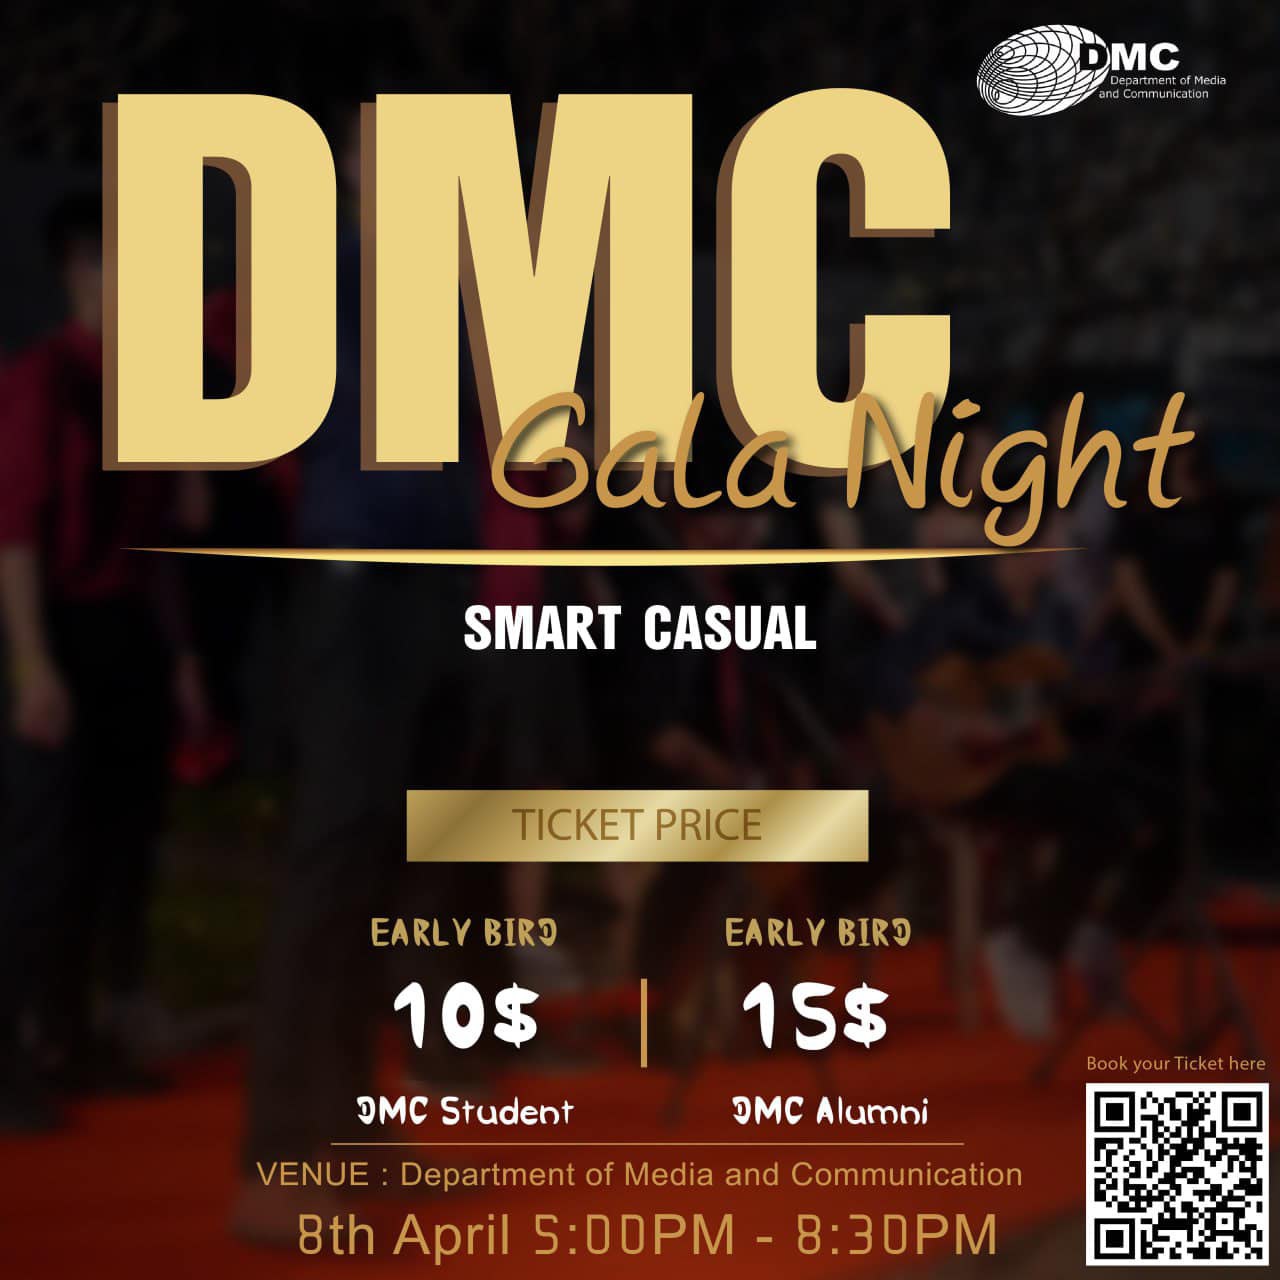 DMC
Department of Media
and Communication
DMC
Gala Night
SMART CASUAL
TICKET PRICE
EARLY BIRD
10$
DMC Student
EARLY BIRD
15$
DMC Alumni
Book your Ticket here
VENUE : Department of Media and Communication
8th April 5:00PM - 8:30PM